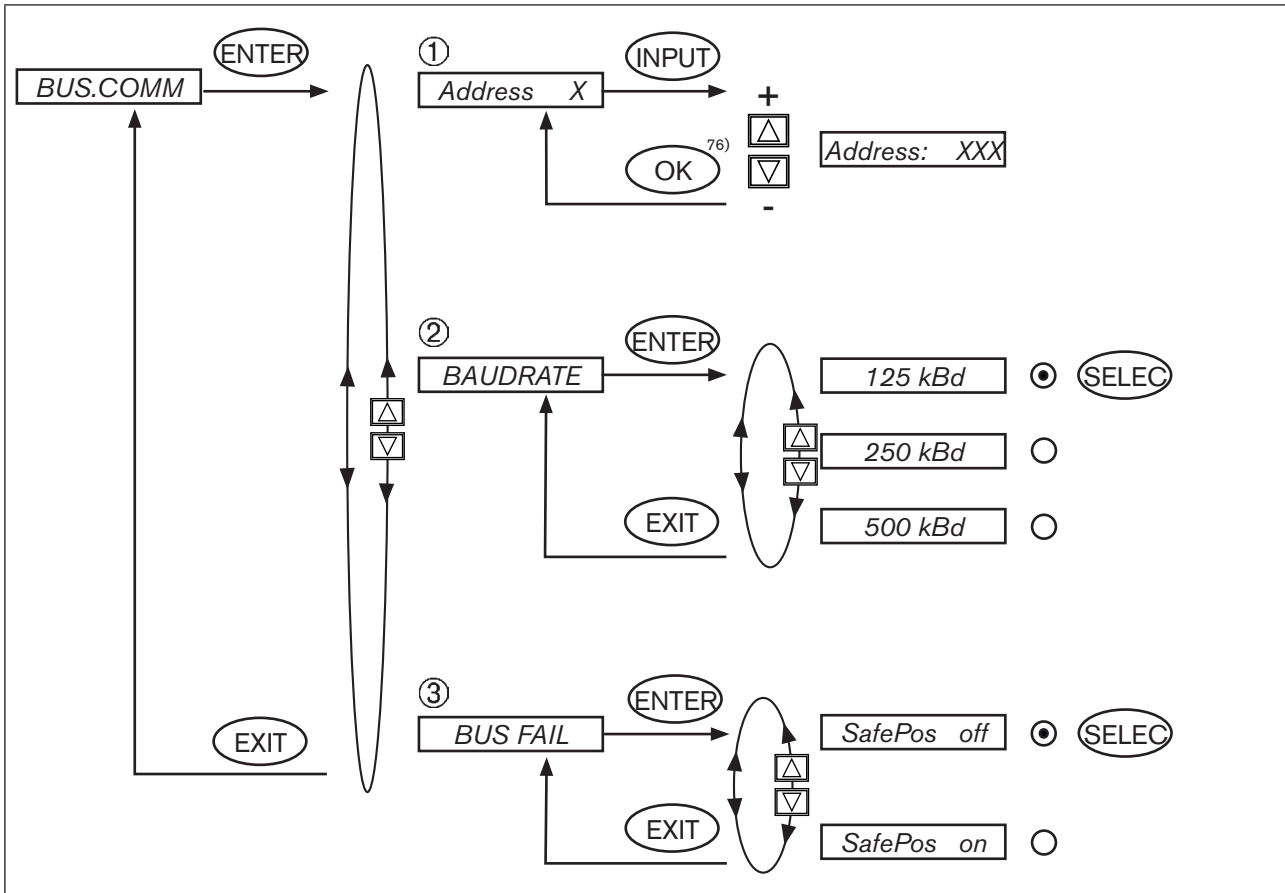 BUS.COMM
ENTER
①
Address X
INPUT
+
-
OK 76)
Address: XXX
②
BAUDRATE
ENTER
EXIT
125 kBd
SELEC
250 kBd
500 kBd
③
BUS FAIL
ENTER
EXIT
SafePos off
SELEC
SafePos on
EXIT